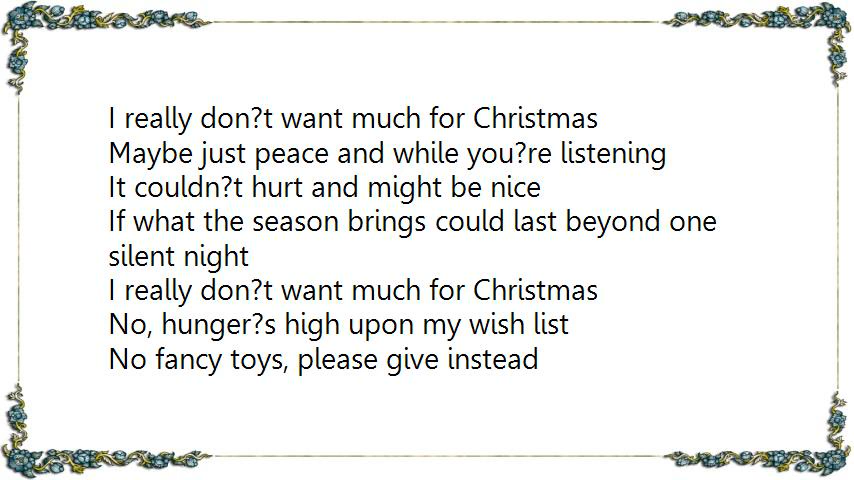 I really don?t want much for Christmas
Maybe just peace and while you?re listening
It couldn?t hurt and might be nice
If what the season brings could last beyond one
silent night
I really don?t want much for Christmas
No, hunger?s high upon my wish list
No fancy toys, please give instead